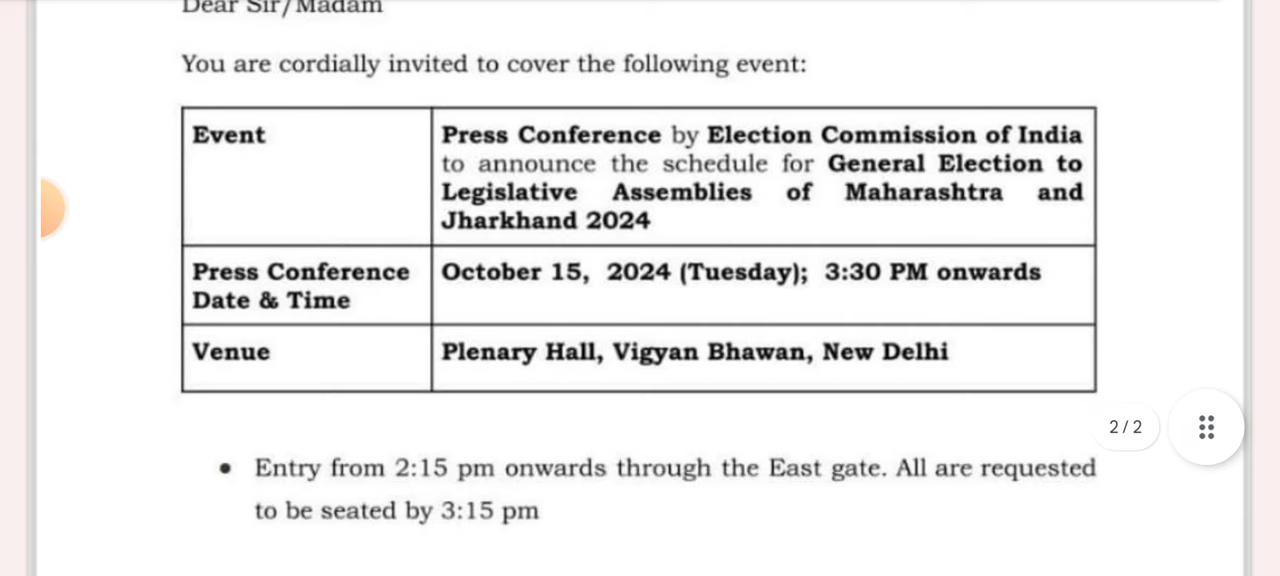 Dear Sir/Madam
You are cordially invited to cover the following event:
Event
Press Conference by Election Commission of India
to announce the schedule for General Election to
Legislative Assemblies of Maharashtra and
Jharkhand 2024
Press Conference
Date & Time
October 15, 2024 (Tuesday); 3:30 PM onwards
Venue
Plenary Hall, Vigyan Bhawan, New Delhi
2/2
• Entry from 2:15 pm onwards through the East gate. All are requested
to be seated by 3:15 pm